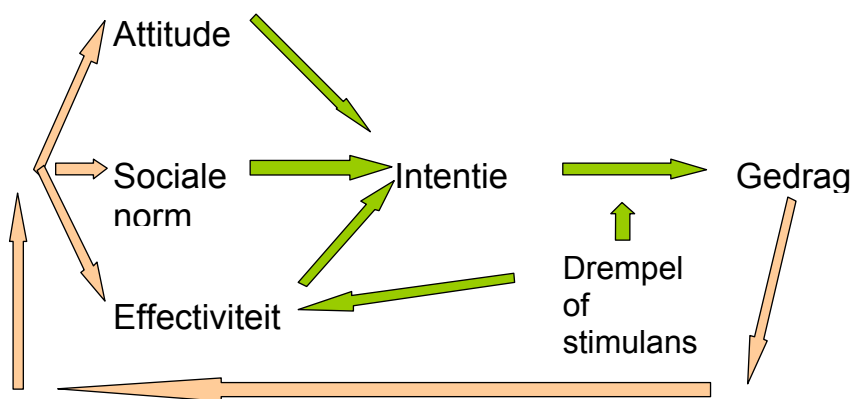 Attitude
Sociale
norm
Intentie
Gedrag
Effectiviteit
Drempel
of
stimulans